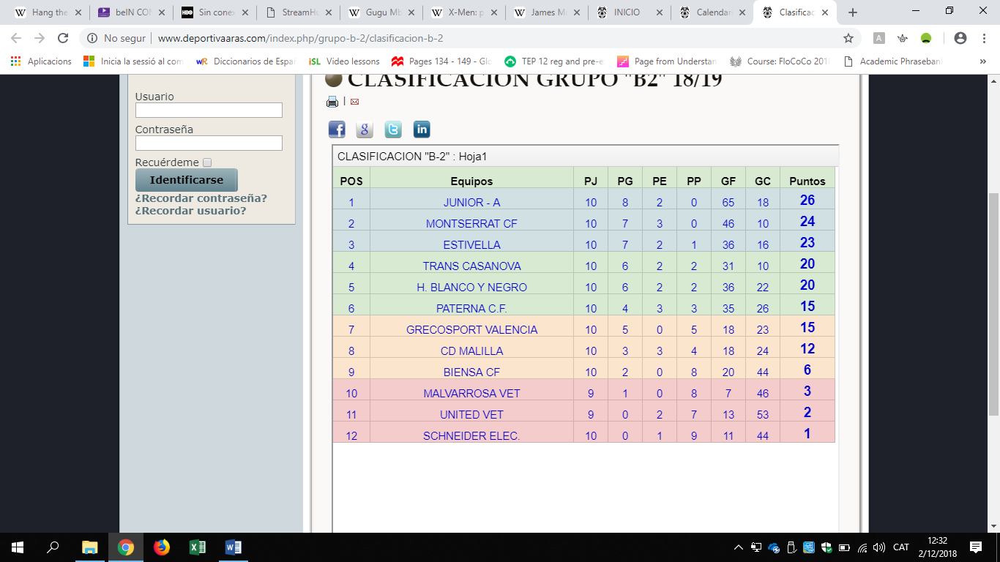 Hang the
beIN CON
Sin conex
StreamHu
Gugu Mb
X-Men: p
James M
INICIO
Calendari
Clasificac
No segur | www.deportivaaras.com/index.php/grupo-b-2/clasificacion-b-2
Aplicacions
Inicia la sessió al com
Diccionarios de Espa
Video lessons
Pages 134 - 149 - Glo
TEP 12 reg and pre-e
Page from Understan
Course: FloCoCo 201
Academic Phrasebank
»
CLASIFICACION GRUPO "B2" 18/19
Usuario
Contraseña
Recuérdeme
Identificarse
¿Recordar contraseña?
¿Recordar usuario?
CLASIFICACION "B-2" : Hoja1
POS Equipos PJ PG PE PP GF GC Puntos
1 JUNIOR - A 10 8 2 0 65 18 26
2 MONTSERRAT CF 10 7 3 0 46 10 24
3 ESTIVELLA 10 7 2 1 36 16 23
4 TRANS CASANOVA 10 6 2 2 31 10 20
5 H. BLANCO Y NEGRO 10 6 2 2 36 22 20
6 PATERNA C.F. 10 4 3 3 35 26 15
7 GRECOSPORT VALENCIA 10 5 0 5 18 23 15
8 CD MALILLA 10 3 3 4 18 24 12
9 BIENSA CF 10 2 0 8 20 44 6
10 MALVARROSA VET 9 1 0 8 7 46 3
11 UNITED VET 9 0 2 7 13 53 2
12 SCHNEIDER ELEC. 10 0 1 9 11 44 1
CAT
12:32
2/12/2018